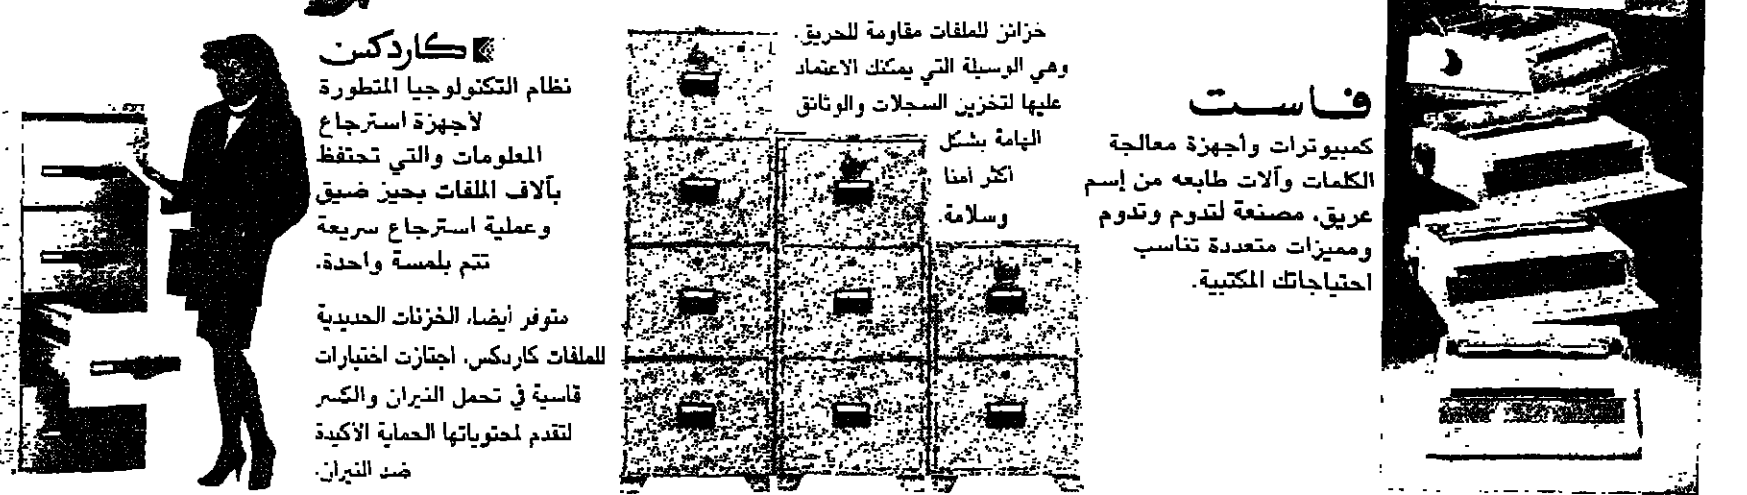 فاست
كمبيوترات وأجهزة معالجة
الكلمات وآلات طابعه من إسم
عريق، مصنعة لتدوم وتدوم
ومميزات متعددة تناسب
احتياجاتك المكتبية.
خزائن للملفات مقاومة للحريق.
وهي الوسيلة التي يمكنك الاعتماد
عليها لتخزين السجلات والوثائق
الهامة بشكل
أكثر أمنا
وسلامة.
كاردكس
نظام التكنولوجيا المتطورة
لأجهزة استرجاع
المعلومات والتي تحتفظ
بآلاف الملفات بحيز ضيق
وعملية استرجاع سريعة
تتم بلمسة واحدة.
متوفر أيضا، الخزنات الحديدية
للملفات كاردكس، اجتازت اختبارات
قاسية في تحمل النيران والكسر
لتقدم لمحتوياتها الحماية الأكيدة
ضد النيران.